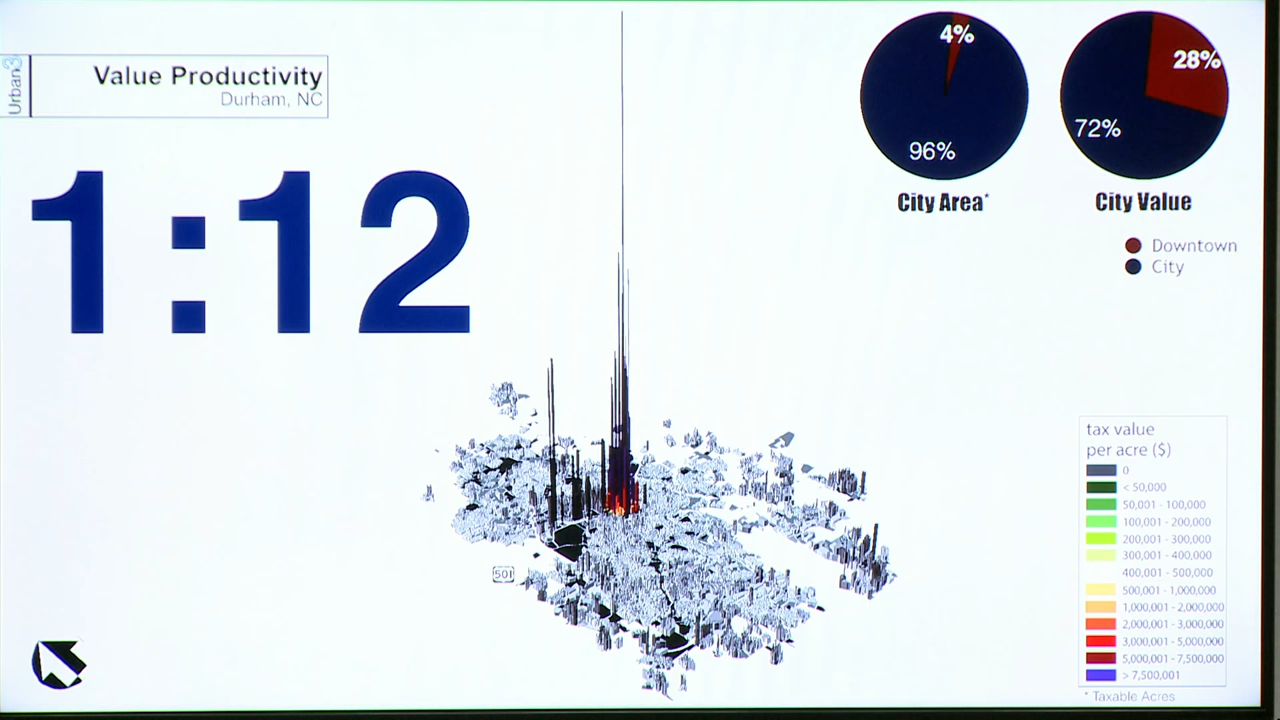 Urban3
Value Productivity
Durham, NC
1:12
4%
96%
City Area*
28%
72%
City Value
Downtown
City
501
tax value
per acre ($)
0
< 50,000
50,001 - 100,000
100,001 - 200,000
200,001 - 300,000
300,001 - 400,000
400,001 - 500,000
500,001 - 1,000,000
1,000,001 - 2,000,000
2,000,001 - 3,000,000
3,000,001 - 5,000,000
5,000,001 - 7,500,000
> 7,500,001
* Taxable Acres